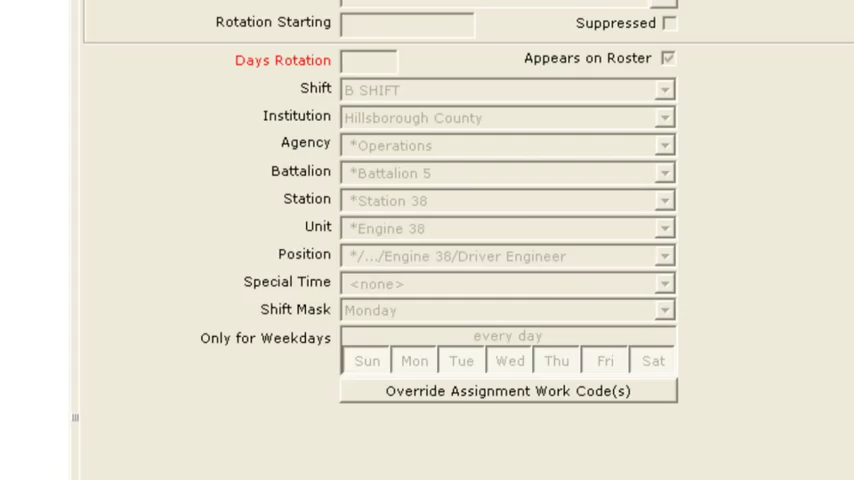 Rotation Starting Suppressed
Days Rotation Appears on Roster
Shift B SHIFT
Institution Hillsborough County
Agency *Operations
Battalion *Battalion 5
Station *Station 38
Unit *Engine 38
Position */.../Engine 38/Driver Engineer
Special Time <none>
Shift Mask Monday
Only for Weekdays every day
Sun Mon Tue Wed Thu Fri Sat
Override Assignment Work Code(s)